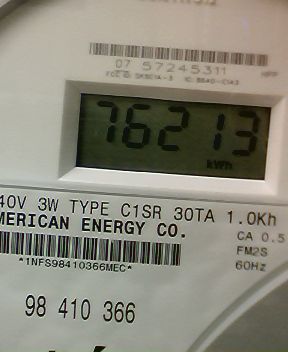 07 57245311
76213
kWh
40V 3W TYPE C1SR 30TA 1.0Kh
MERICAN ENERGY CO.
CA 0.5
FM2S
*1NFS98410366MEC*
60Hz
98 410 366